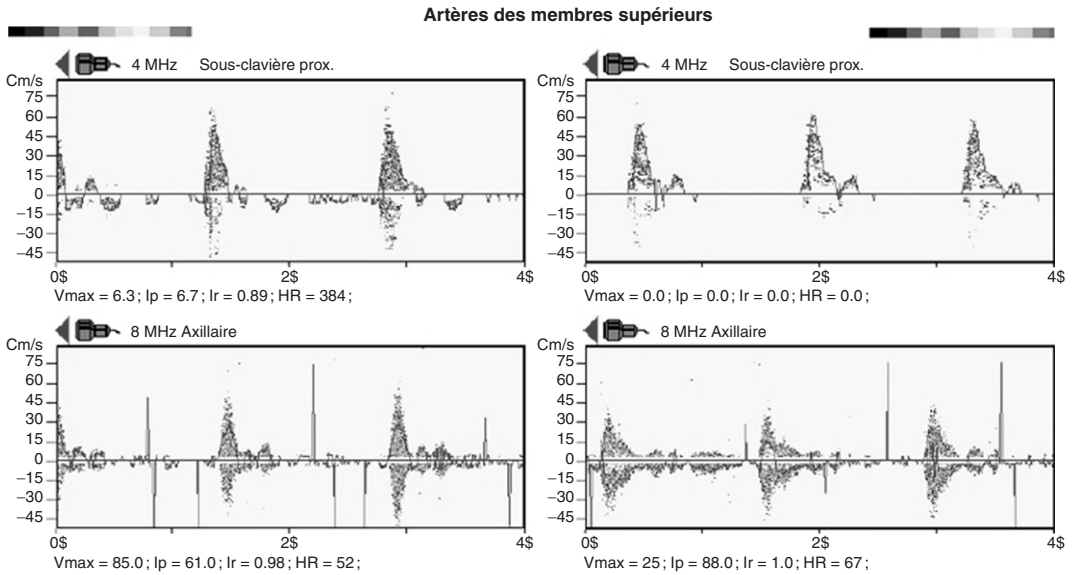 Artères des membres supérieurs
4 MHz Sous-clavière prox.
Cm/s
75
60
45
30
15
0
–15
–30
–45
0$ 2$ 4$
Vmax = 6.3 ; Ip = 6.7 ; Ir = 0.89 ; HR = 384 ;
4 MHz Sous-clavière prox.
Cm/s
75
60
45
30
15
0
–15
–30
–45
0$ 2$ 4$
Vmax = 0.0 ; Ip = 0.0 ; Ir = 0.0 ; HR = 0.0 ;
8 MHz Axillaire
Cm/s
75
60
45
30
15
0
–15
–30
–45
0$ 2$ 4$
Vmax = 85.0 ; Ip = 61.0 ; Ir = 0.98 ; HR = 52 ;
8 MHz Axillaire
Cm/s
75
60
45
30
15
0
–15
–30
–45
0$ 2$ 4$
Vmax = 25 ; Ip = 88.0 ; Ir = 1.0 ; HR = 67 ;